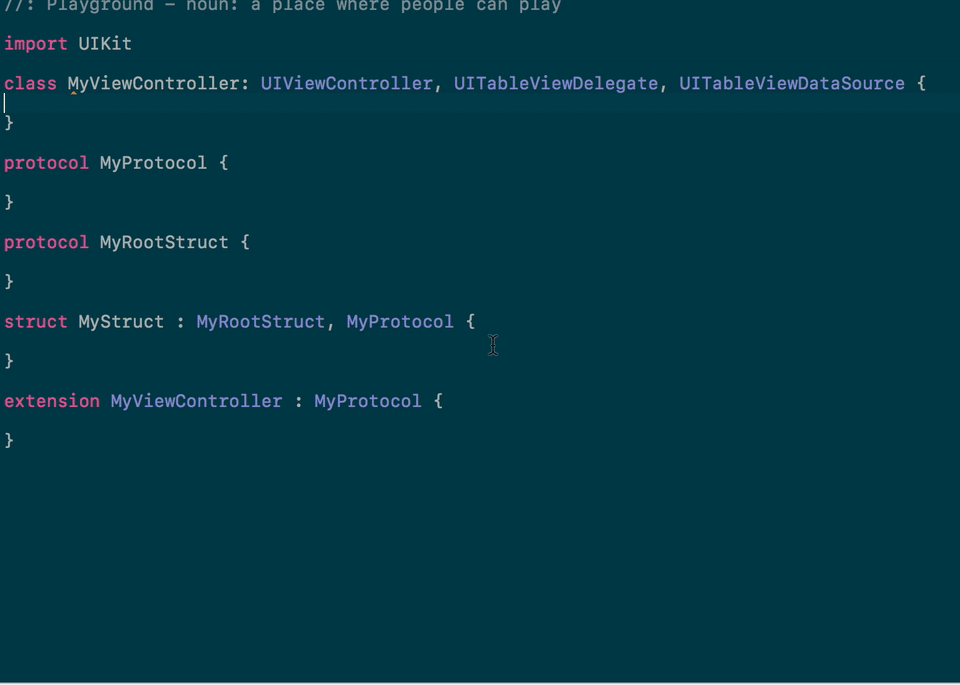 //: Playground – noun: a place where people can play
import UIKit
class MyViewController: UIViewController, UITableViewDelegate, UITableViewDataSource {
}
protocol MyProtocol {
}
protocol MyRootStruct {
}
struct MyStruct : MyRootStruct, MyProtocol {
}
extension MyViewController : MyProtocol {
}